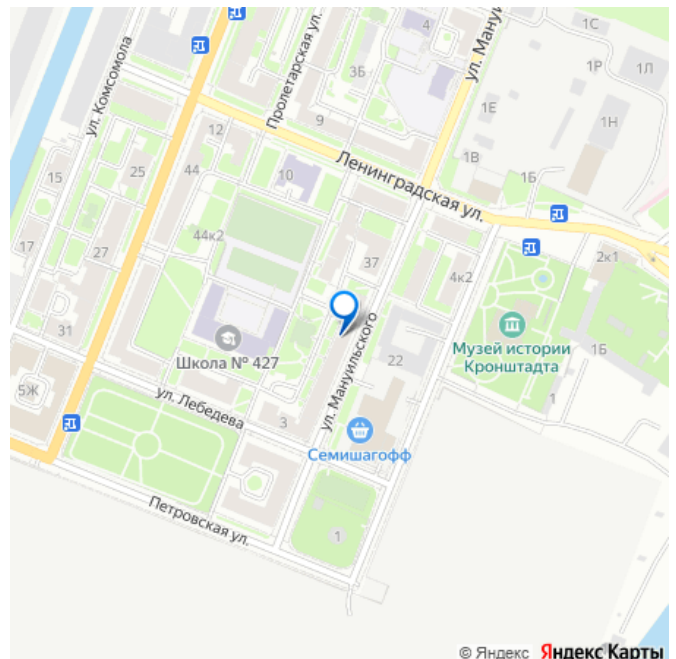 4
1С
ул. Мануи
ул. Комсомола
Пролетарская ул.
3Б
1Р
1Л
1Е
12
9
1Н
Ленинградская ул.
15
25
44
10
1В
1Б
44к2
17
27
37
4к2
2к1
Музей истории
Кронштадта
1Б
31
Школа № 427
ул. Мануильского
22
5Ж
ул. Лебедева
3
1
Семишагофф
Петровская ул.
1
© Яндекс Яндекс Карты